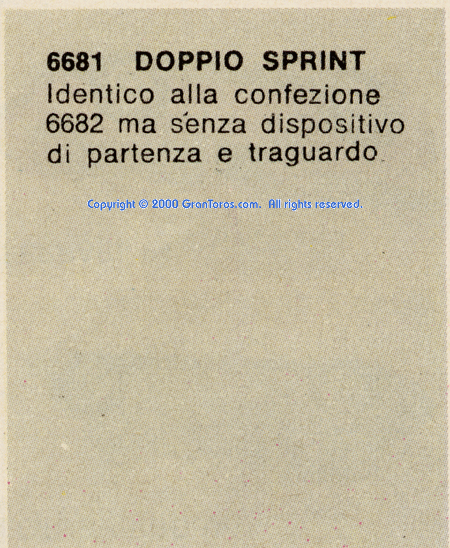 6681 DOPPIO SPRINT
Identico alla confezione
6682 ma senza dispositivo
di partenza e traguardo.
Copyright © 2000 GranToros.com. All rights reserved.